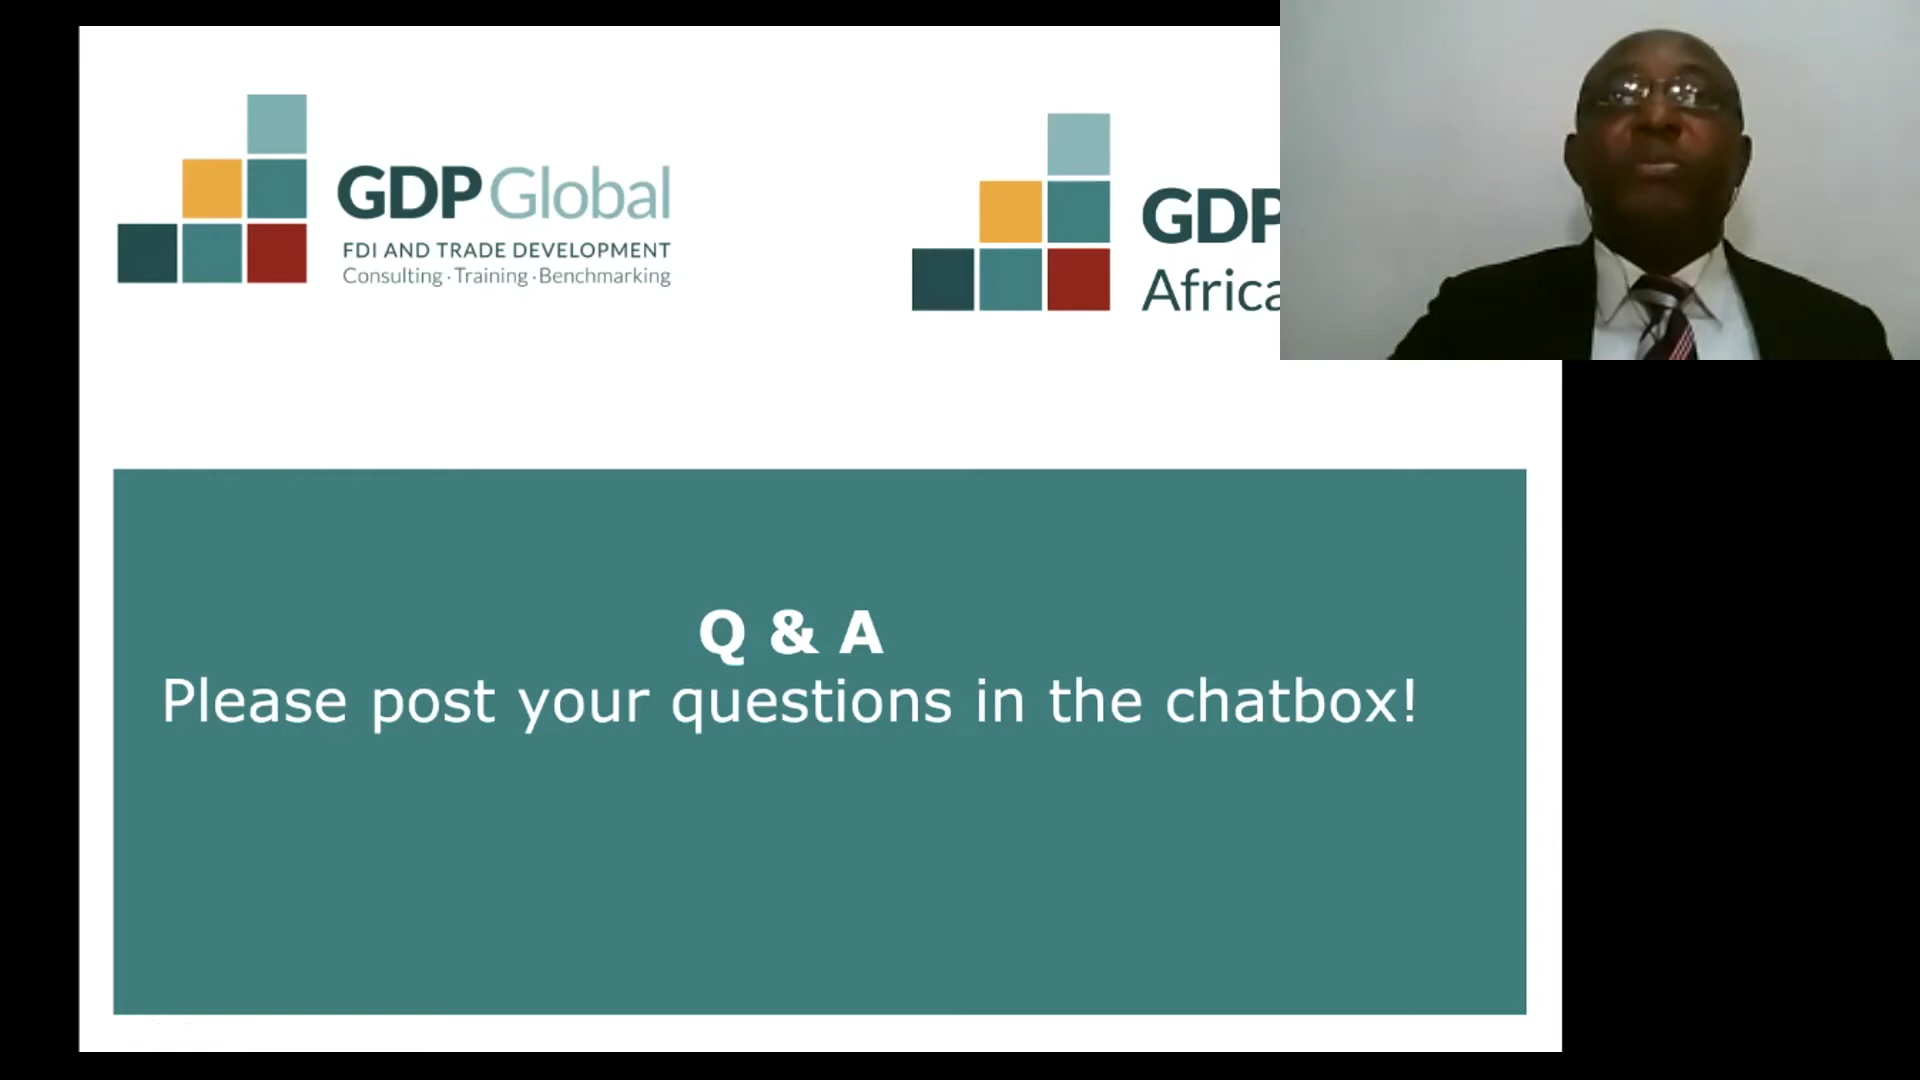 GDP Global
FDI AND TRADE DEVELOPMENT
Consulting · Training · Benchmarking
GDP
Africa
Q & A
Please post your questions in the chatbox!